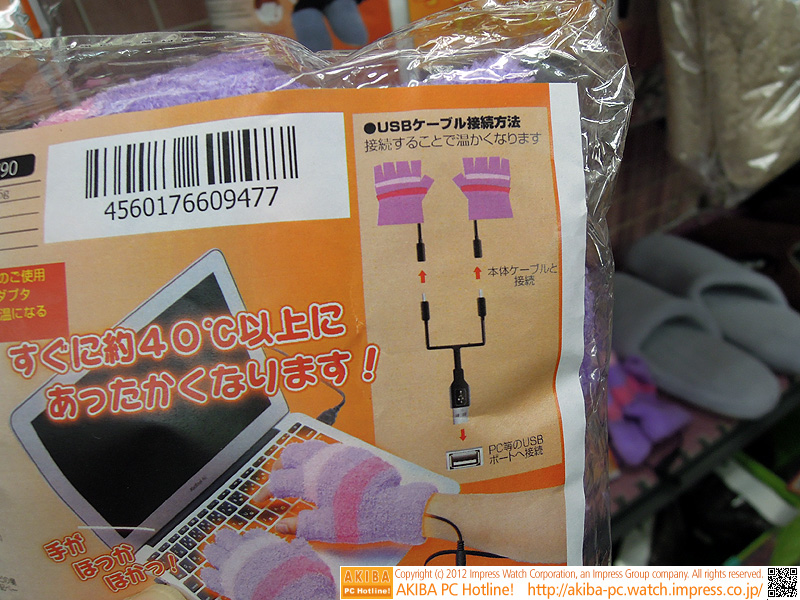 90
4560176609477
●USBケーブル接続方法
接続することで温かくなります
本体ケーブルと
接続
PC等のUSB
ポートへ接続
のご使用
ダプタ
温になる
すぐに約40℃以上に
あったかくなります!
手が
ほっか
ほかっ!
AKIBA
PC Hotline!
Copyright (c) 2012 Impress Watch Corporation, an Impress Group company. All rights reserved.
AKIBA PC Hotline! http://akiba-pc.watch.impress.co.jp/